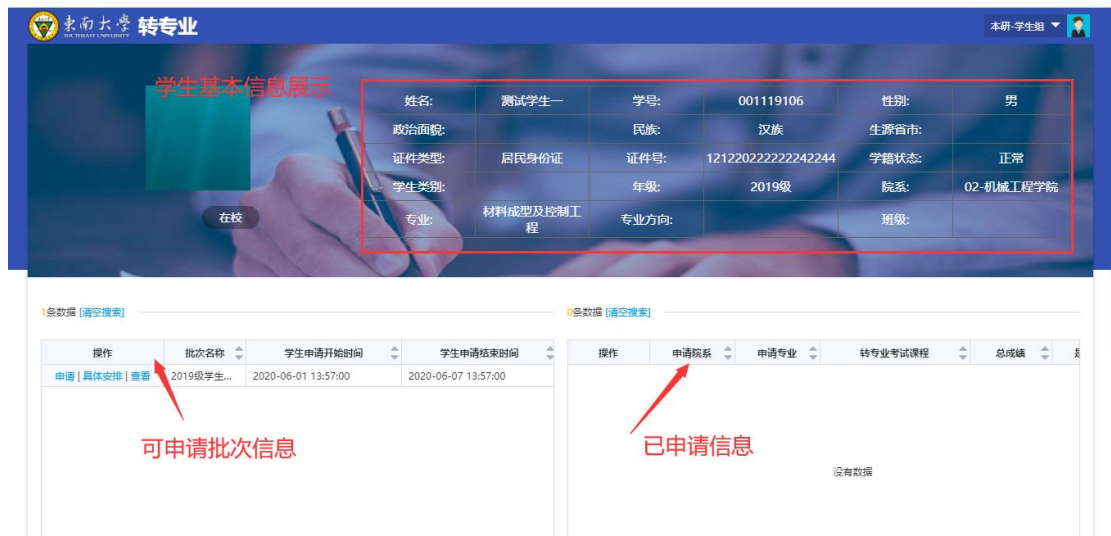 东南大学 转专业
SOUTHEAST UNIVERSITY
本研-学生组
学生基本信息展示
姓名: 测试学生一 学号: 001119106 性别: 男
政治面貌: 民族: 汉族 生源省市:
证件类型: 居民身份证 证件号: 121220222222242244 学籍状态: 正常
学生类别: 年级: 2019级 院系: 02-机械工程学院
专业: 材料成型及控制工程 专业方向: 班级:
在校
1条数据 [清空搜索] 0条数据 [清空搜索]
操作 批次名称 学生申请开始时间 学生申请结束时间 操作 申请院系 申请专业 转专业考试课程 总成绩
申请 | 具体安排 | 查看 2019级学生... 2020-06-01 13:57:00 2020-06-07 13:57:00
可申请批次信息 已申请信息
没有数据